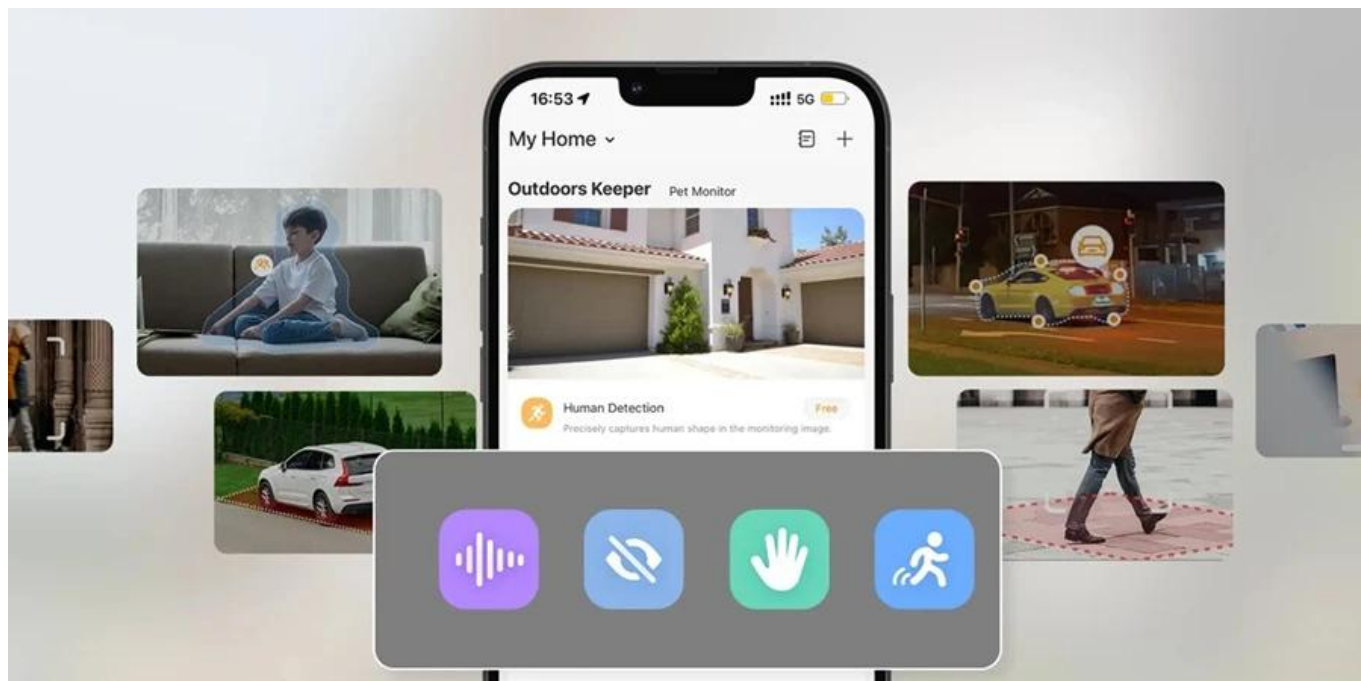 16:53 5G
My Home
Outdoors Keeper Pet Monitor
Human Detection Free
Precisely captures human shape in the monitoring image.